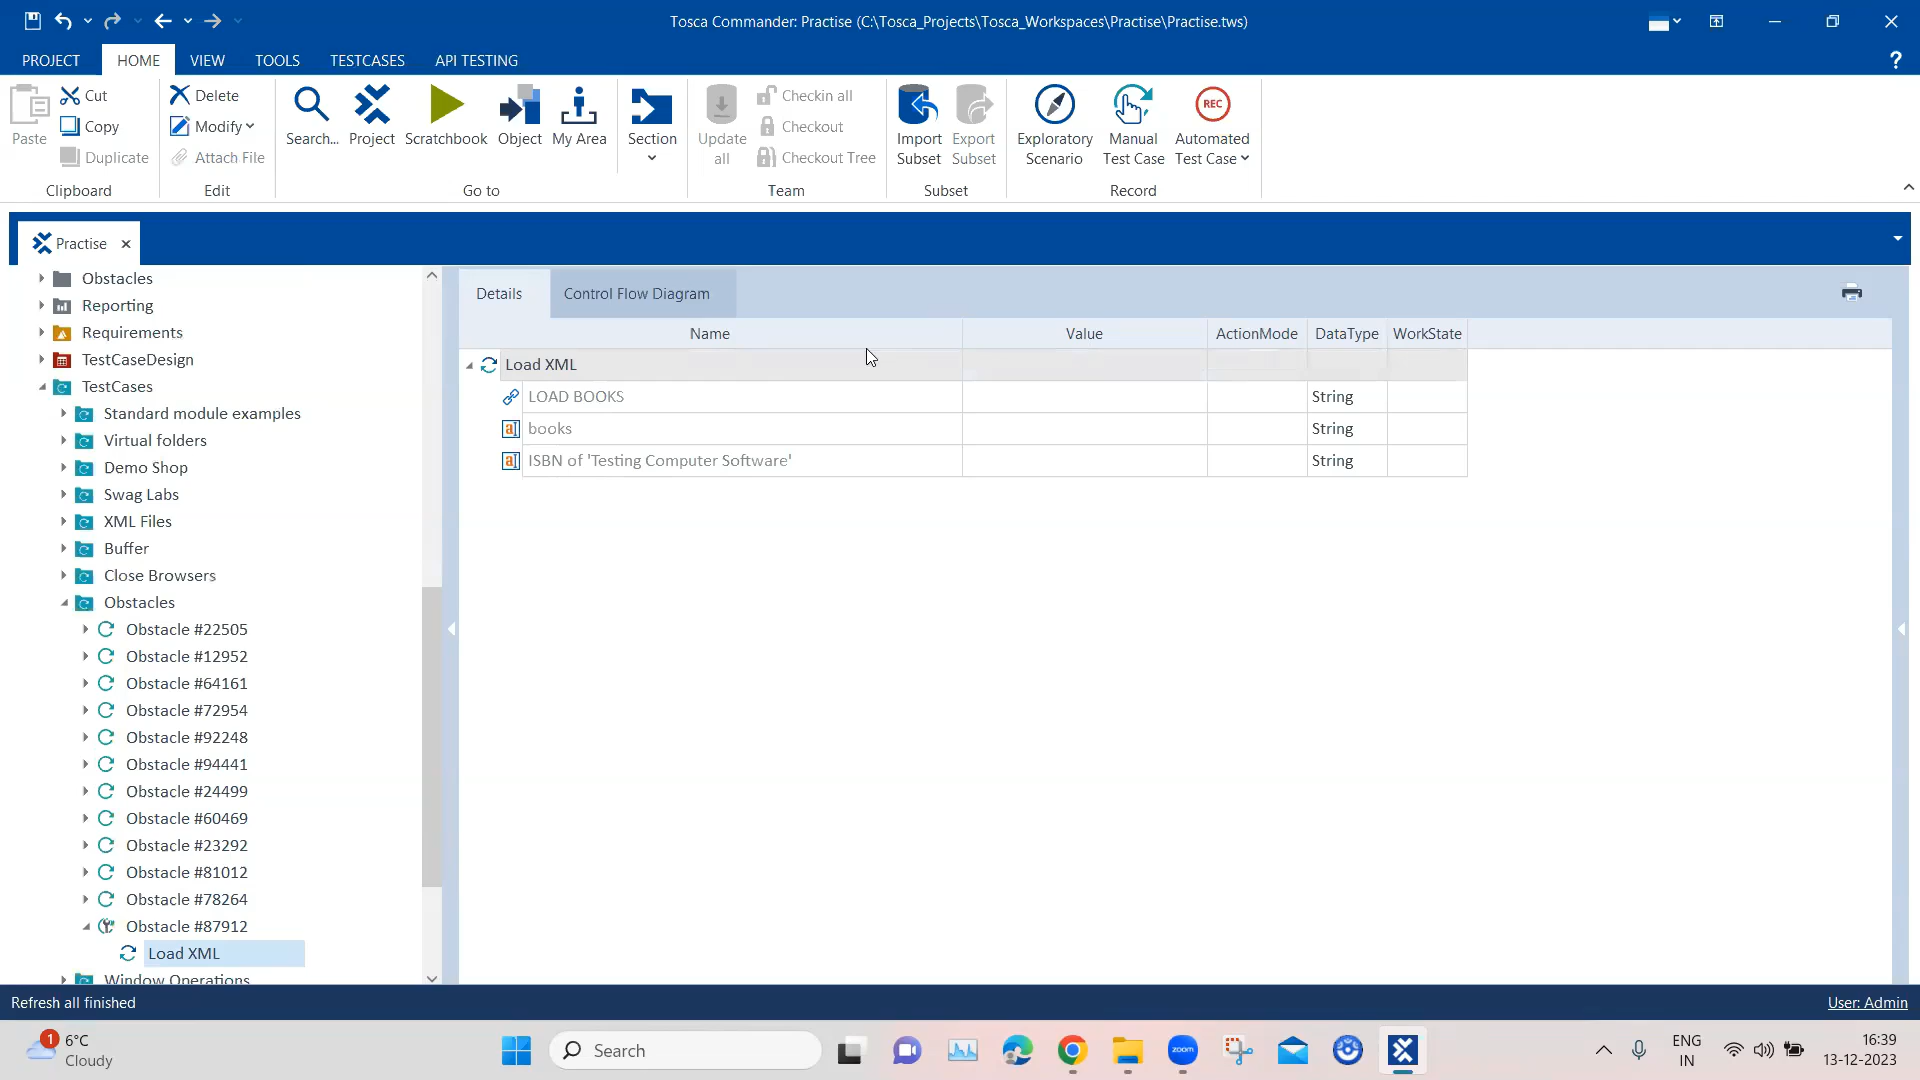 Tosca Commander: Practise (C:\Tosca_Projects\Tosca_Workspaces\Practise\Practise.tws)
PROJECT HOME VIEW TOOLS TESTCASES API TESTING ?
Paste
Cut
Copy
Duplicate
Clipboard
Delete
Modify
Attach File
Edit
Search...
Project
Scratchbook
Object
My Area
Section
Go to
Update all
Checkin all
Checkout
Checkout Tree
Team
Import Subset
Export Subset
Subset
Exploratory Scenario
Manual Test Case
REC
Automated Test Case
Record
Practise
Obstacles
Reporting
Requirements
TestCaseDesign
TestCases
Standard module examples
Virtual folders
Demo Shop
Swag Labs
XML Files
Buffer
Close Browsers
Obstacles
Obstacle #22505
Obstacle #12952
Obstacle #64161
Obstacle #72954
Obstacle #92248
Obstacle #94441
Obstacle #24499
Obstacle #60469
Obstacle #23292
Obstacle #81012
Obstacle #78264
Obstacle #87912
Load XML
Window Operations
Details Control Flow Diagram
Name Value ActionMode DataType WorkState
Load XML
LOAD BOOKS String
books String
ISBN of 'Testing Computer Software' String
Refresh all finished
User: Admin
1
6°C
Cloudy
Search
zoom
ENG
IN
16:39
13-12-2023